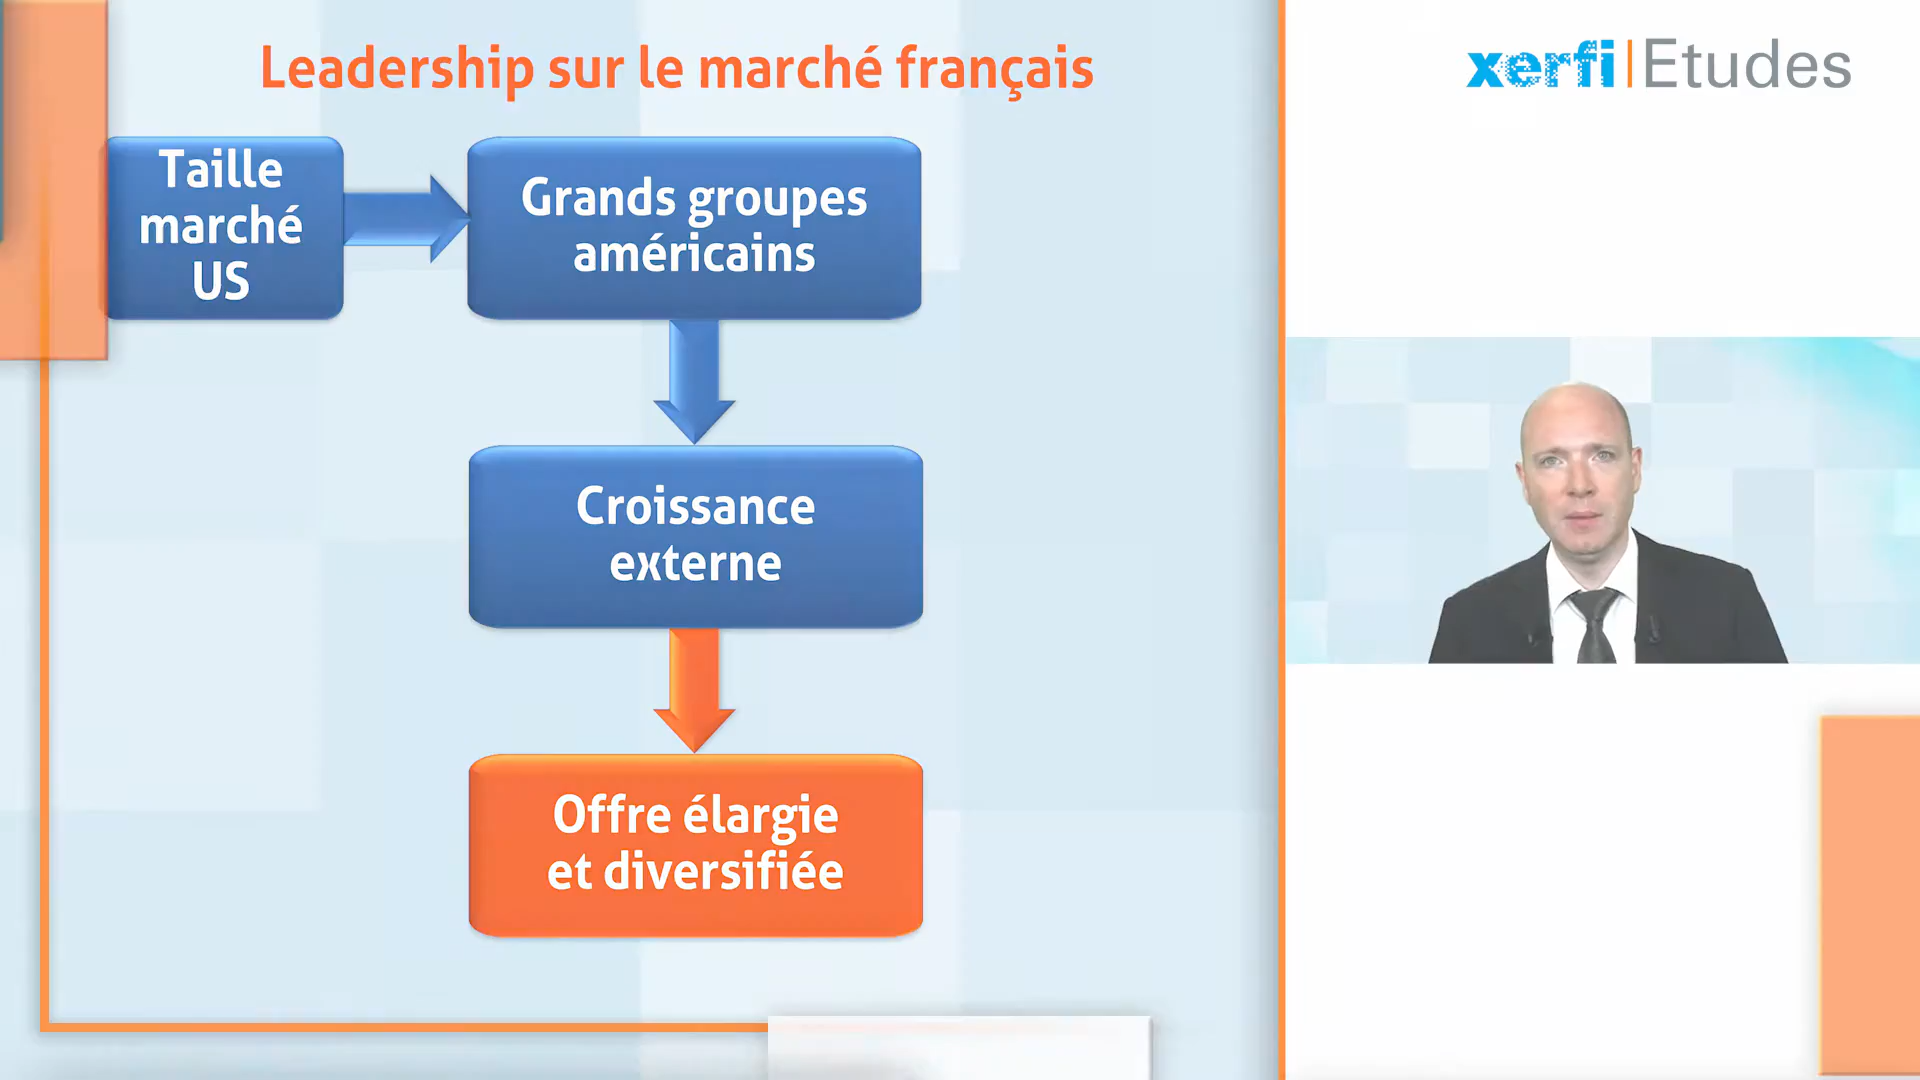 Leadership sur le marché français
xerfi Etudes
Taille
marché
US
Grands groupes
américains
Croissance
externe
Offre élargie
et diversifiée